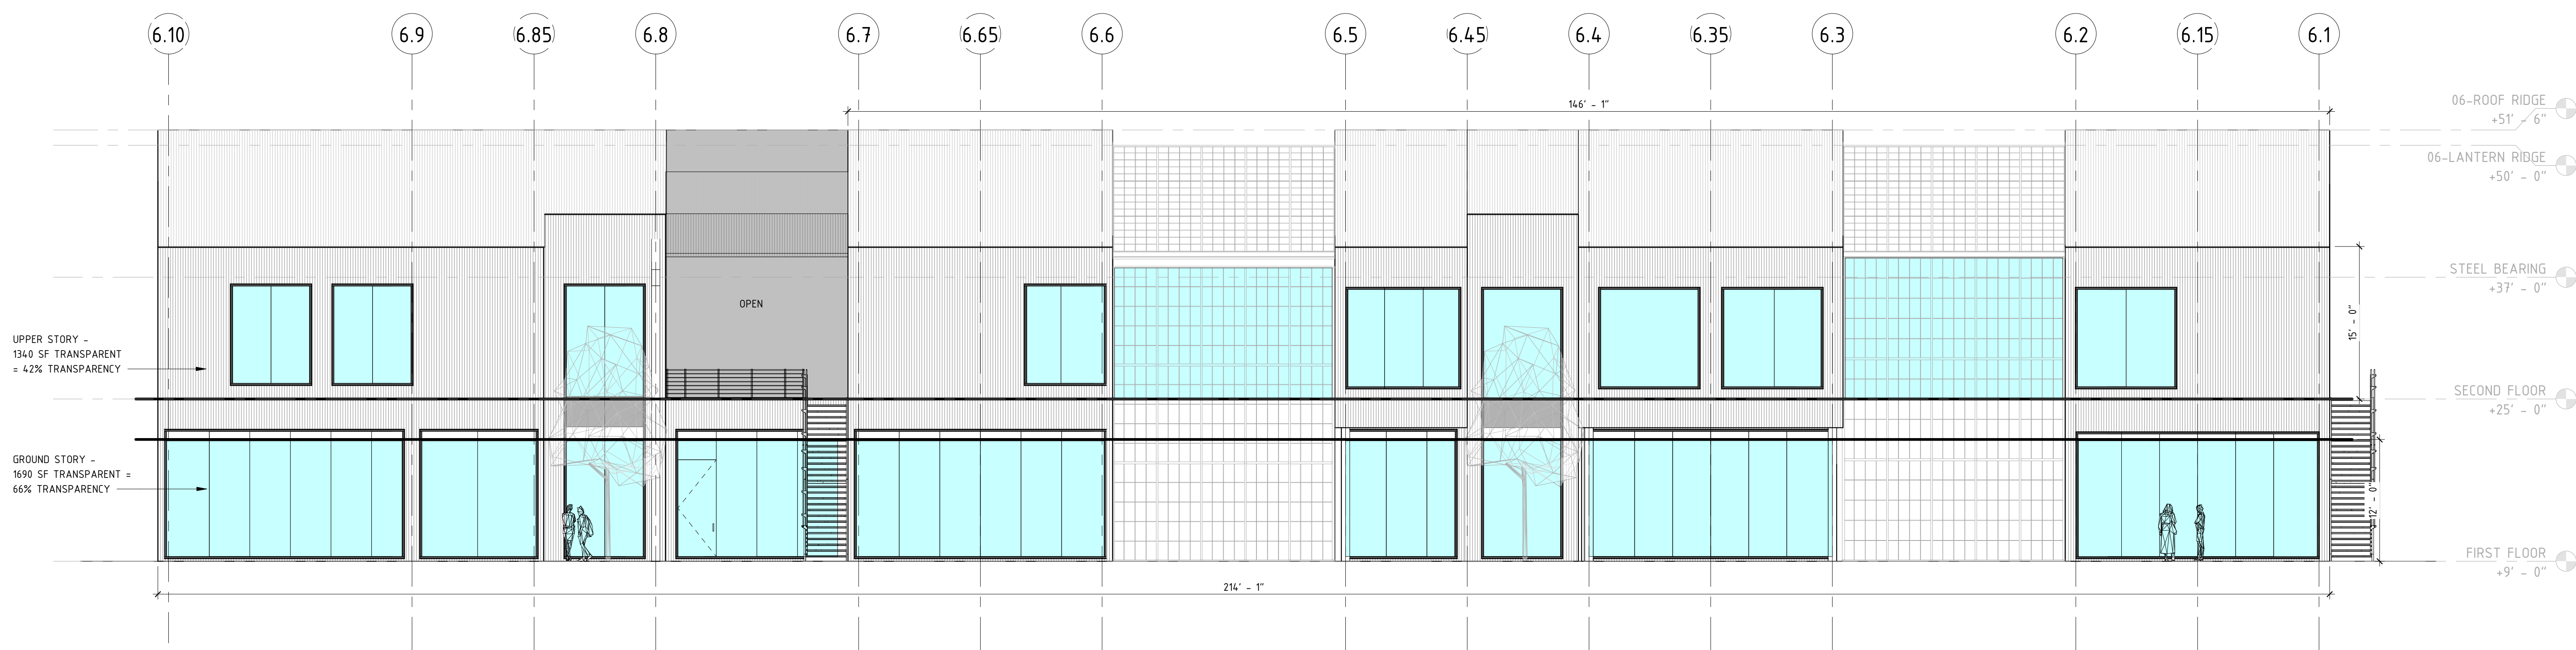 6.10 6.9 6.85 6.8 6.7 6.65 6.6 6.5 6.45 6.4 6.35 6.3 6.2 6.15 6.1
146' - 1"
06-ROOF RIDGE
+51' - 6"
06-LANTERN RIDGE
+50' - 0"
STEEL BEARING
+37' - 0"
OPEN
15' - 0"
UPPER STORY -
1340 SF TRANSPARENT
= 42% TRANSPARENCY
SECOND FLOOR
+25' - 0"
GROUND STORY -
1690 SF TRANSPARENT =
66% TRANSPARENCY
12' - 0"
FIRST FLOOR
+9' - 0"
214' - 1"